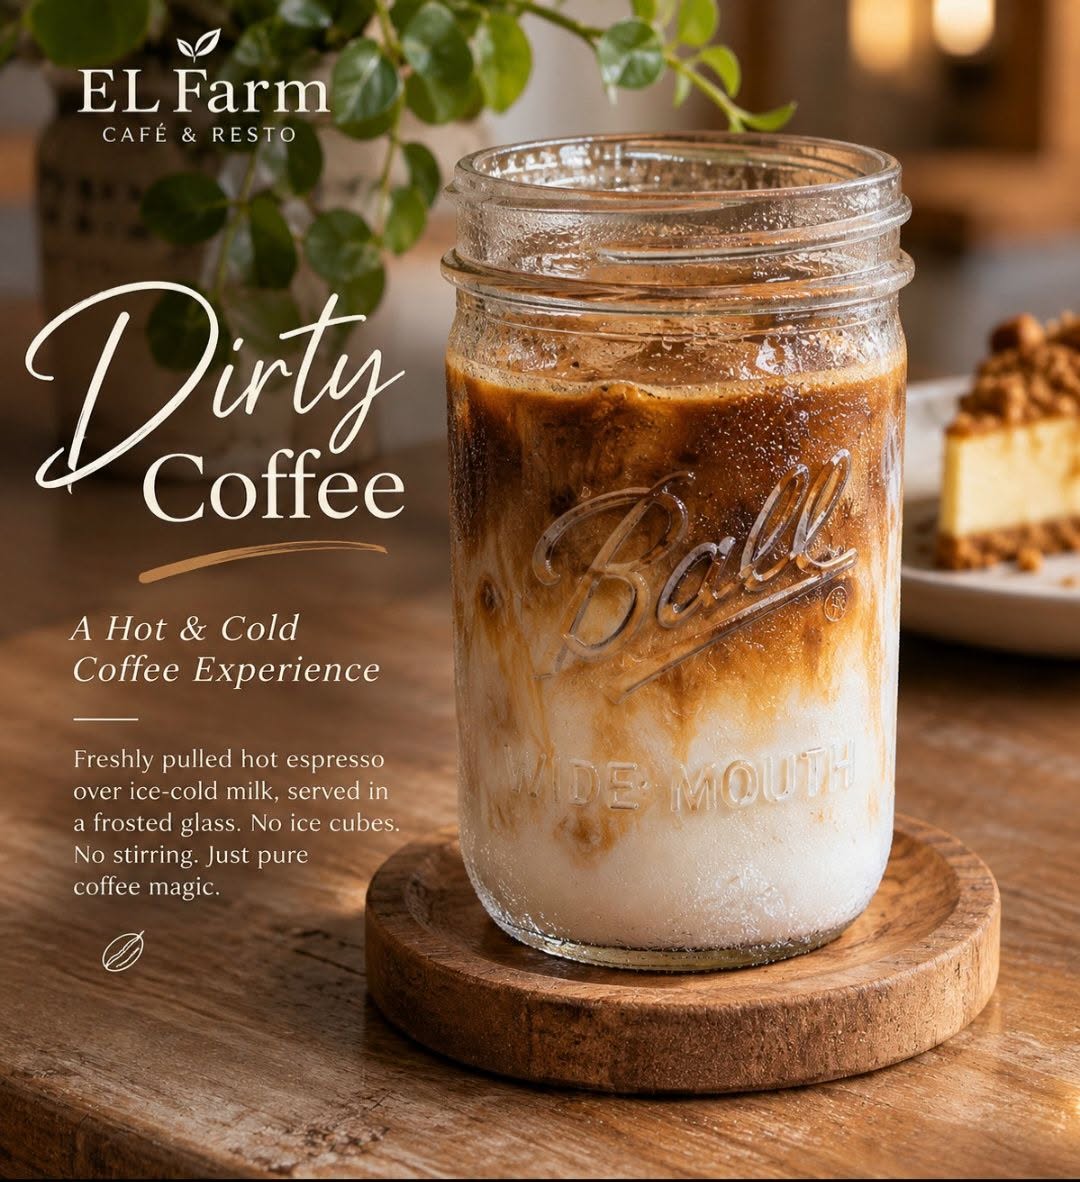 EL Farm
CAFÉ & RESTO
Dirty
Coffee
A Hot & Cold
Coffee Experience
Freshly pulled hot espresso
over ice-cold milk, served in
a frosted glass. No ice cubes.
No stirring. Just pure
coffee magic.
Ball
®
WIDE MOUTH